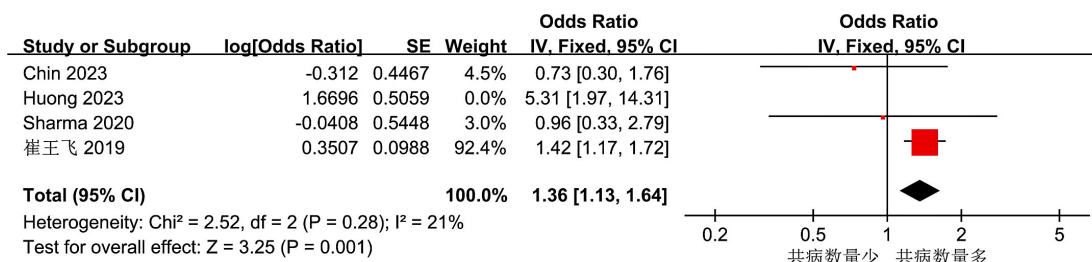 Odds Ratio Odds Ratio
Study or Subgroup log[Odds Ratio] SE Weight IV, Fixed, 95% CI IV, Fixed, 95% CI
Chin 2023 -0.312 0.4467 4.5% 0.73 [0.30, 1.76]
Huong 2023 1.6696 0.5059 0.0% 5.31 [1.97, 14.31]
Sharma 2020 -0.0408 0.5448 3.0% 0.96 [0.33, 2.79]
崔王飞 2019 0.3507 0.0988 92.4% 1.42 [1.17, 1.72]
Total (95% CI) 100.0% 1.36 [1.13, 1.64]
Heterogeneity: Chi² = 2.52, df = 2 (P = 0.28); I² = 21%
Test for overall effect: Z = 3.25 (P = 0.001)
0.2 0.5 1 2 5
共病数量少 共病数量多